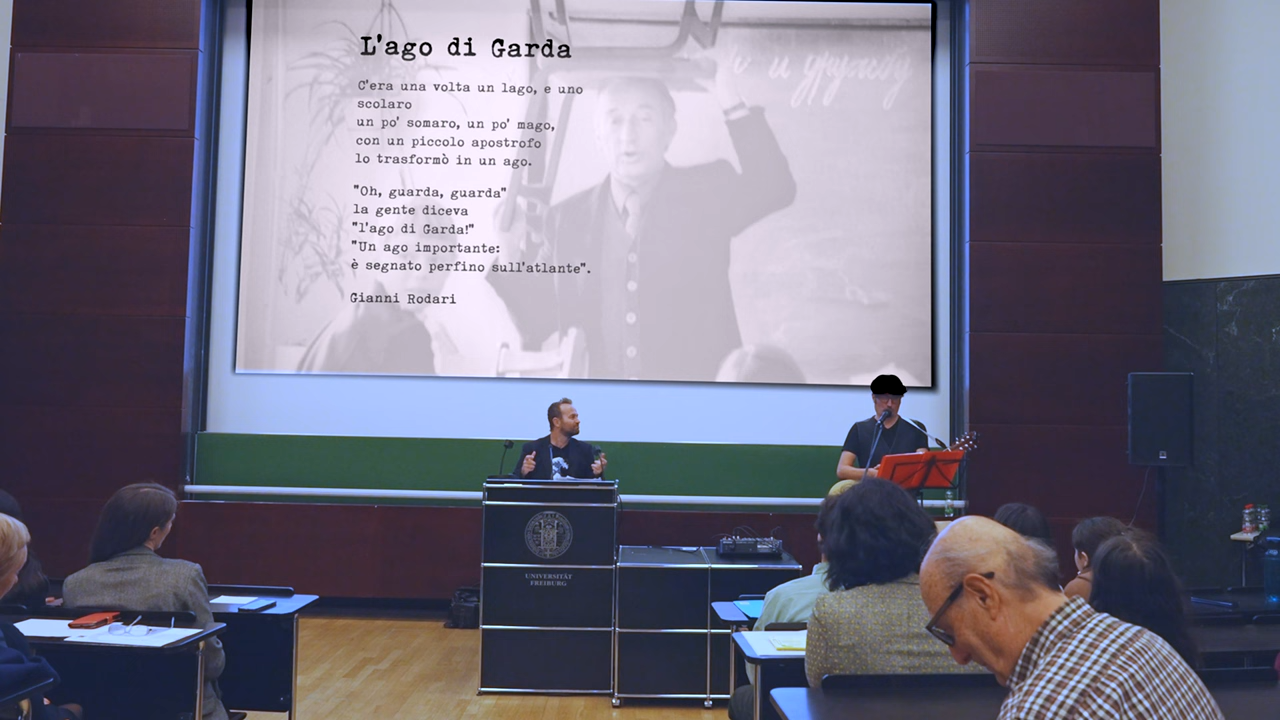 L'ago di Garda
C'era una volta un lago, e uno
scolaro
un po' somaro, un po' mago,
con un piccolo apostrofo
lo trasformò in un ago.
"Oh, guarda, guarda"
la gente diceva
"l'ago di Garda!"
"Un ago importante:
è segnato perfino sull'atlante".
Gianni Rodari
UNIVERSITÄT
FREIBURG